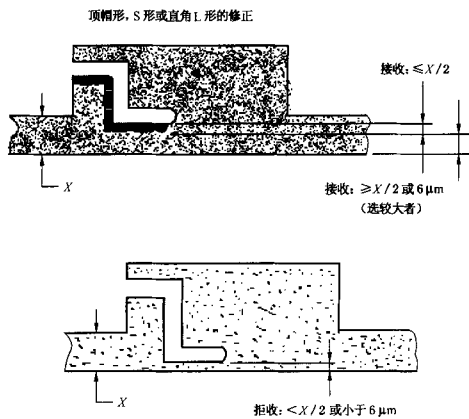 顶帽形，S形或直角L形的修正
接收：≤X/2
X
接收：≥X/2或6μm
（选较大者）
X
拒收：<X/2或小于6μm